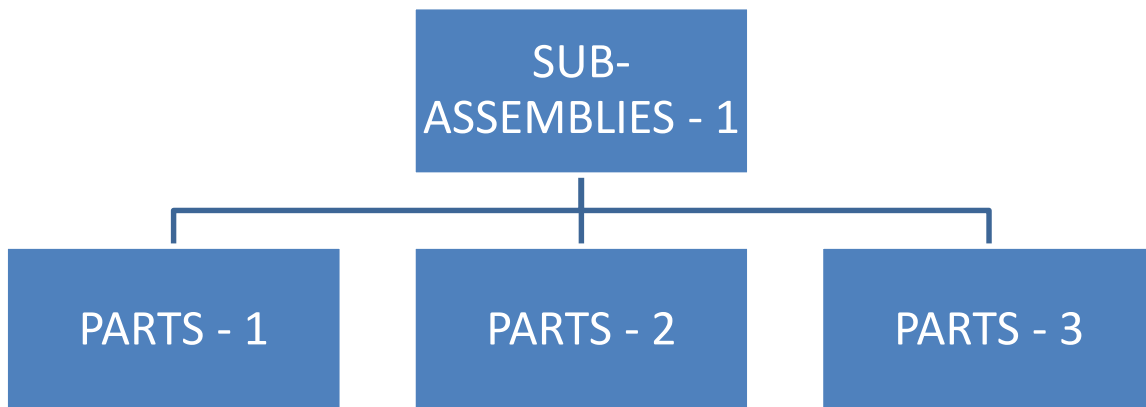 SUB-
ASSEMBLIES - 1
PARTS - 1
PARTS - 2
PARTS - 3